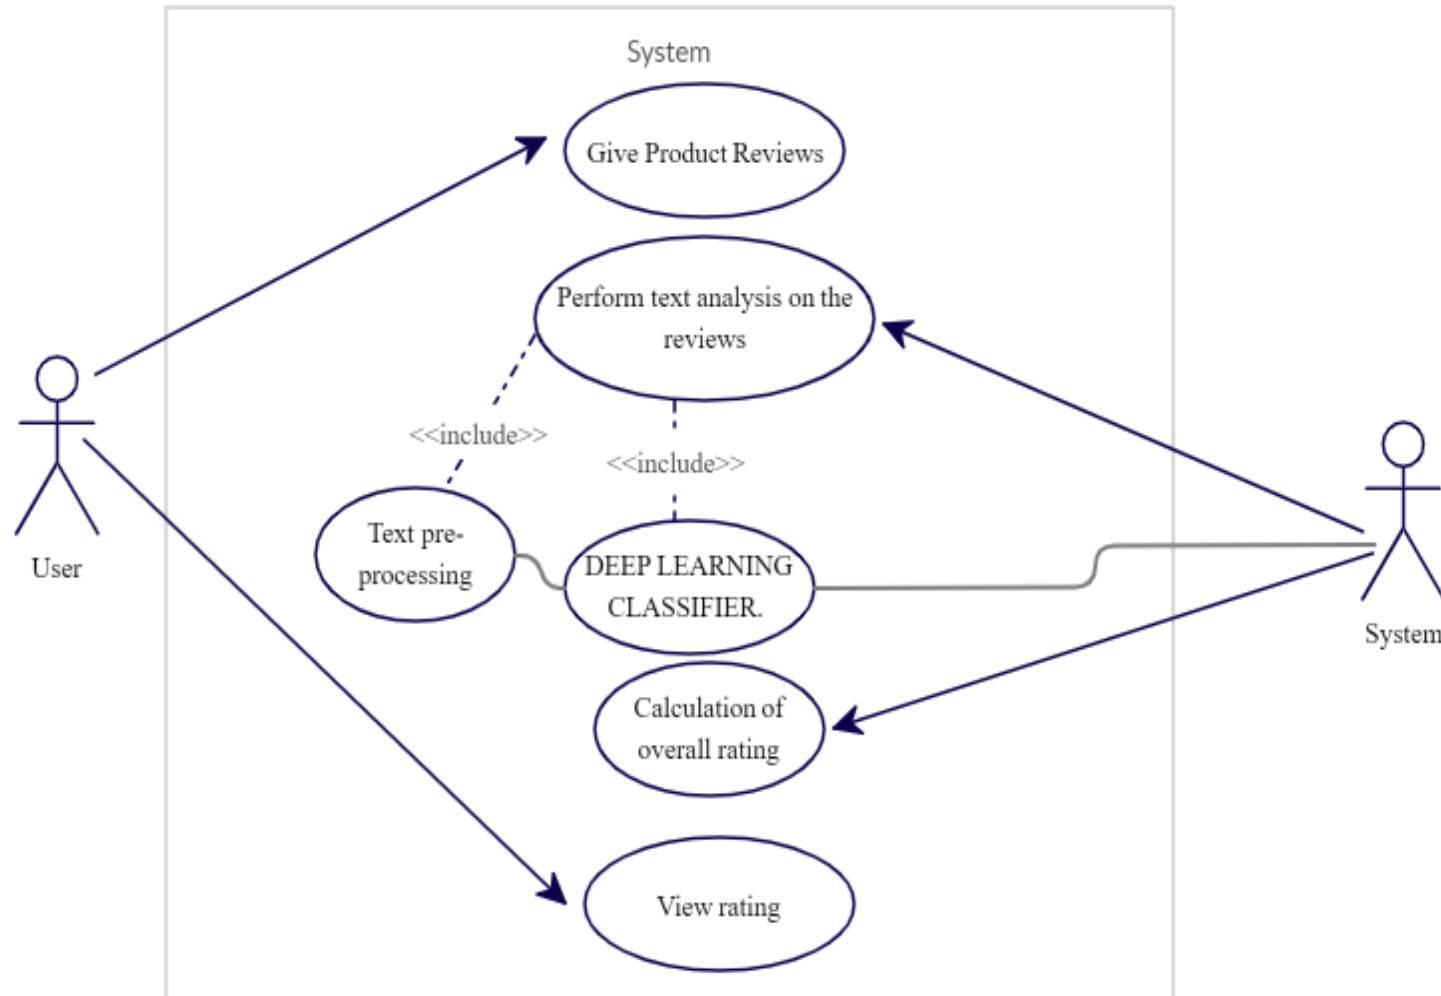 System
Give Product Reviews
Perform text analysis on the
reviews
<<include>>
<<include>>
Text pre-
processing
DEEP LEARNING
CLASSIFIER.
User
System
Calculation of
overall rating
View rating